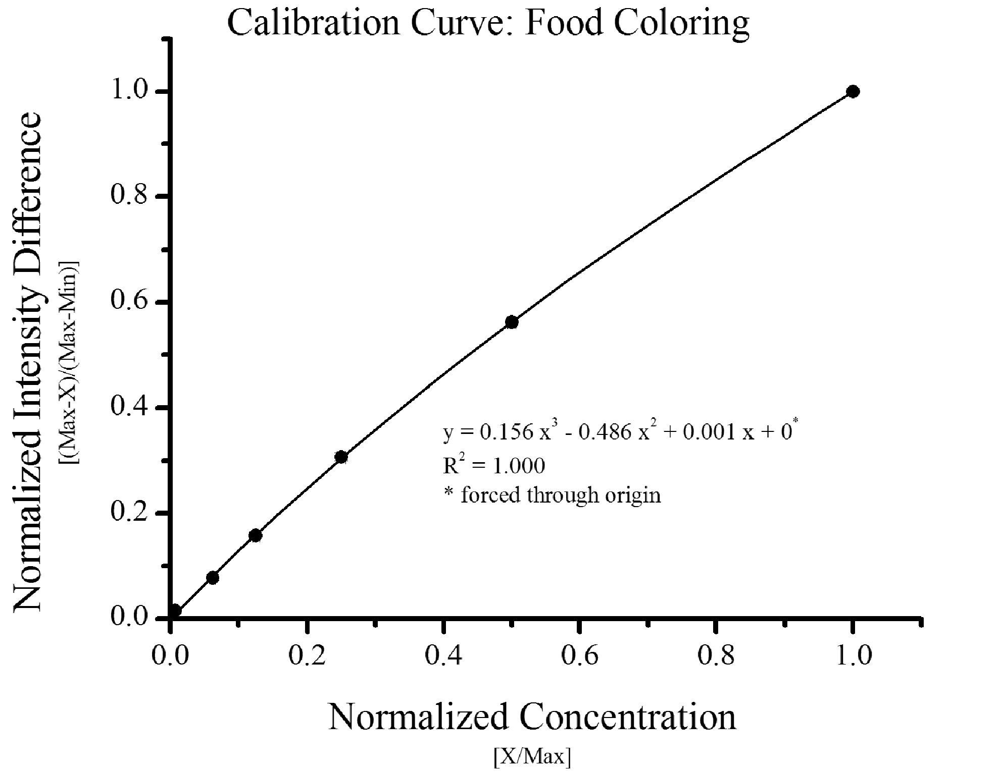 Calibration Curve: Food Coloring
Normalized Intensity Difference
[(Max-X)/(Max-Min)]
1.0
0.8
0.6
0.4
0.2
0.0
y = 0.156 x³ - 0.486 x² + 0.001 x + 0*
R² = 1.000
* forced through origin
0.0 0.2 0.4 0.6 0.8 1.0
Normalized Concentration
[X/Max]